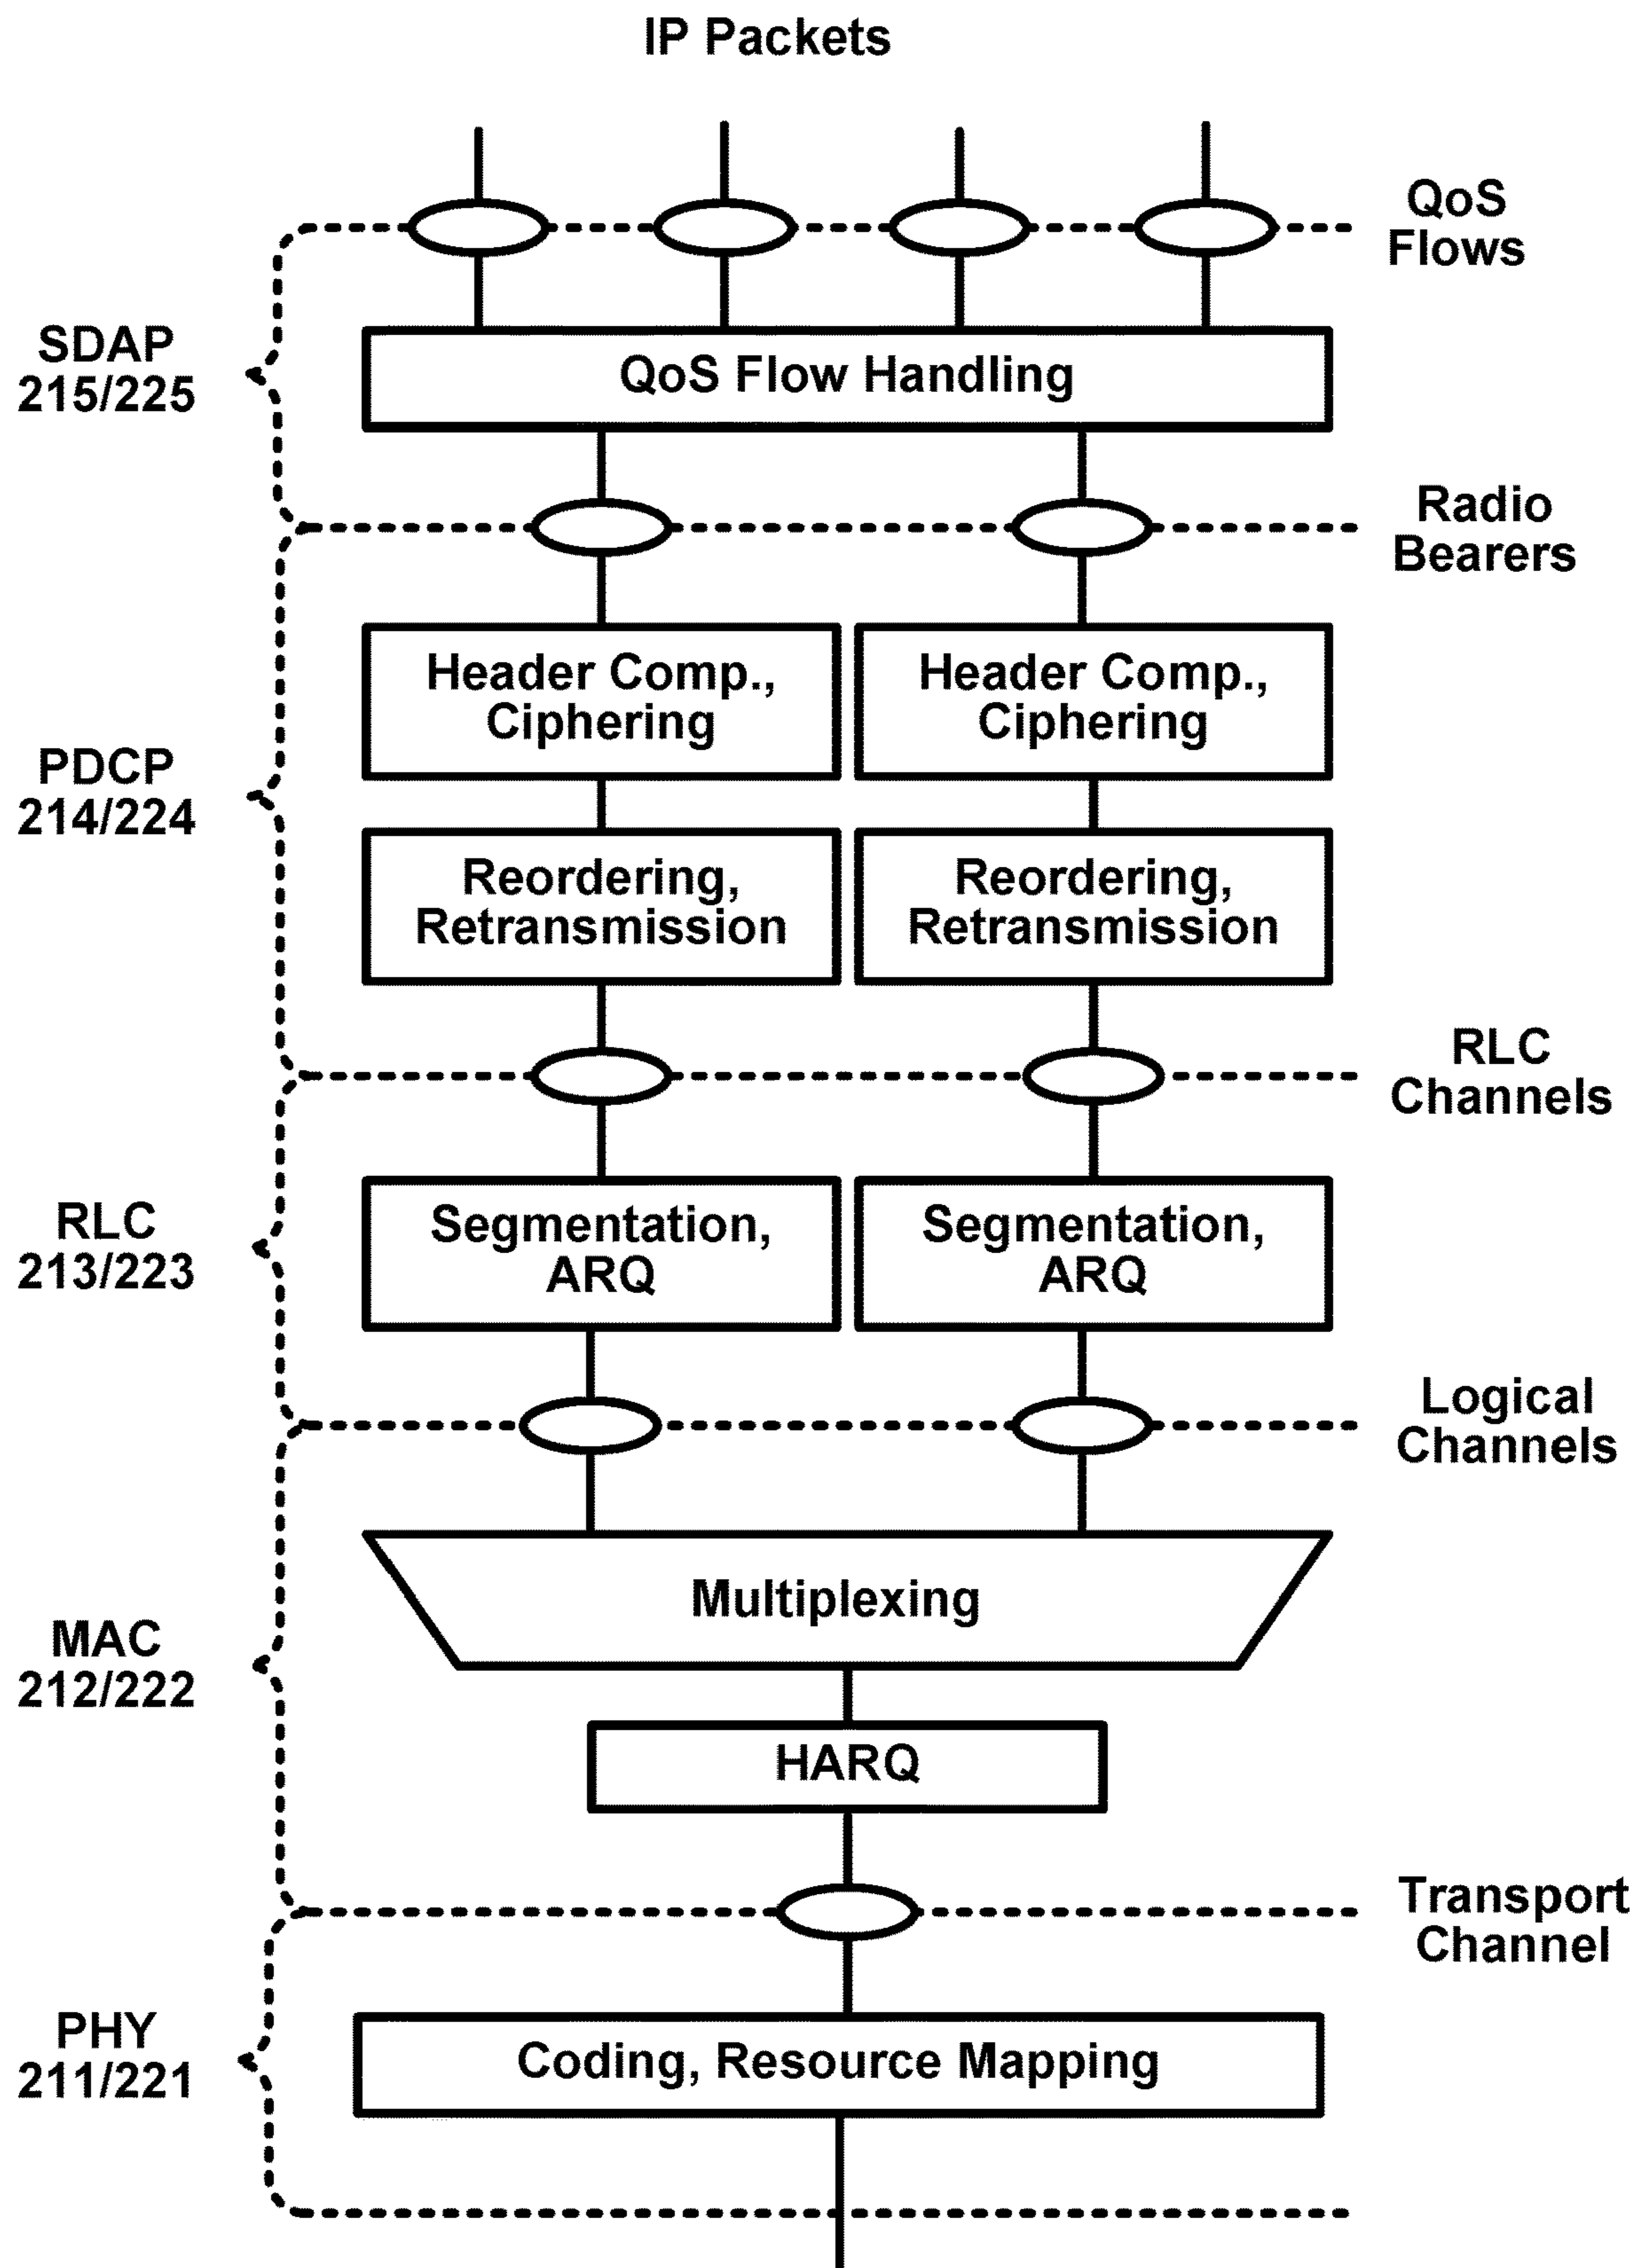 IP Packets
QoS
Flows
SDAP
215/225
QoS Flow Handling
Radio
Bearers
Header Comp.,
Ciphering
Header Comp.,
Ciphering
PDCP
214/224
Reordering,
Retransmission
Reordering,
Retransmission
RLC
Channels
RLC
213/223
Segmentation,
ARQ
Segmentation,
ARQ
Logical
Channels
Multiplexing
MAC
212/222
HARQ
Transport
Channel
PHY
211/221
Coding, Resource Mapping